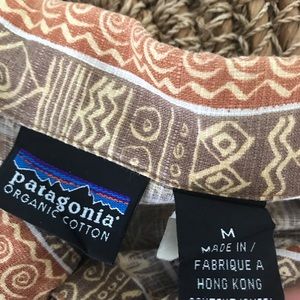 patagonia®
ORGANIC COTTON
M
MADE IN /
FABRIQUE A
HONG KONG